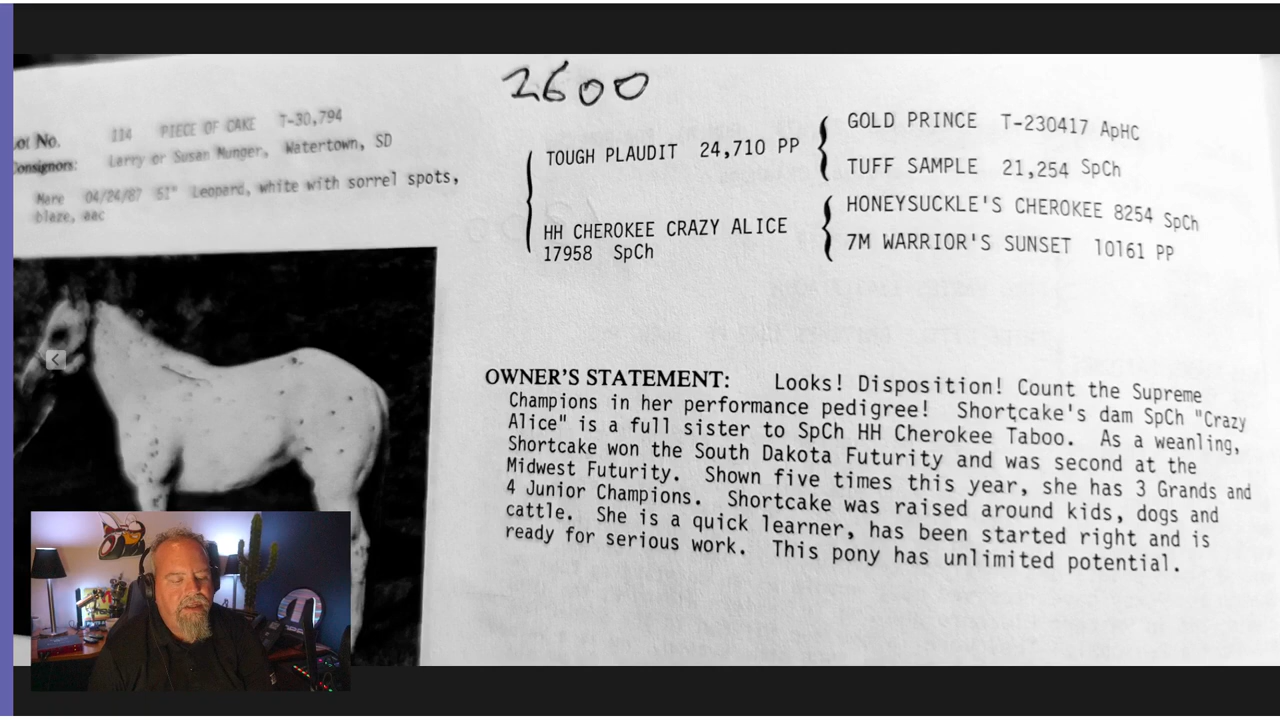 2600
Lot No. 114 PIECE OF CAKE T-30,794
Consignors: Larry or Susan Munger, Watertown, SD
Mare 04/24/87 51" Leopard, white with sorrel spots,
blaze, aac
TOUGH PLAUDIT 24,710 PP
HH CHEROKEE CRAZY ALICE
17958 SpCh
GOLD PRINCE T-230417 ApHC
TUFF SAMPLE 21,254 SpCh
HONEYSUCKLE'S CHEROKEE 8254 SpCh
7M WARRIOR'S SUNSET 10161 PP
OWNER'S STATEMENT: Looks! Disposition! Count the Supreme
Champions in her performance pedigree! Shortcake's dam SpCh "Crazy
Alice" is a full sister to SpCh HH Cherokee Taboo. As a weanling,
Shortcake won the South Dakota Futurity and was second at the
Midwest Futurity. Shown five times this year, she has 3 Grands and
4 Junior Champions. Shortcake was raised around kids, dogs and
cattle. She is a quick learner, has been started right and is
ready for serious work. This pony has unlimited potential.